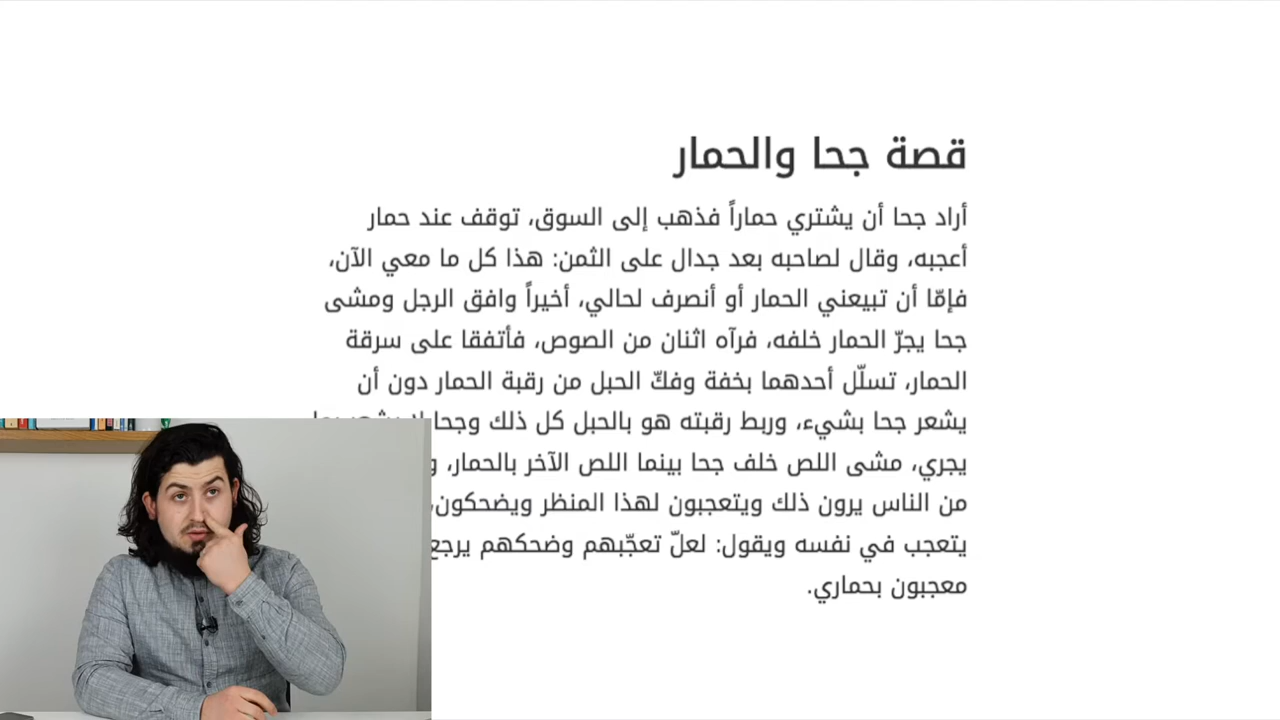 قصة جحا والحمار
أراد جحا أن يشتري حماراً فذهب إلى السوق، توقف عند حمار
أعجبه، وقال لصاحبه بعد جدال على الثمن: هذا كل ما معي الآن،
فإمّا أن تبيعني الحمار أو أنصرف لحالي، أخيراً وافق الرجل ومشى
جحا يجرّ الحمار خلفه، فرآه اثنان من الصوص، فأتفقا على سرقة
الحمار، تسلّل أحدهما بخفة وفكّ الحبل من رقبة الحمار دون أن
يشعر جحا بشيء، وربط رقبته هو بالحبل كل ذلك وجحا
يجري، مشى اللص خلف جحا بينما اللص الآخر بالحمار،
من الناس يرون ذلك ويتعجبون لهذا المنظر ويضحكون،
يتعجب في نفسه ويقول: لعلّ تعجّبهم وضحكهم
معجبون بحماري.